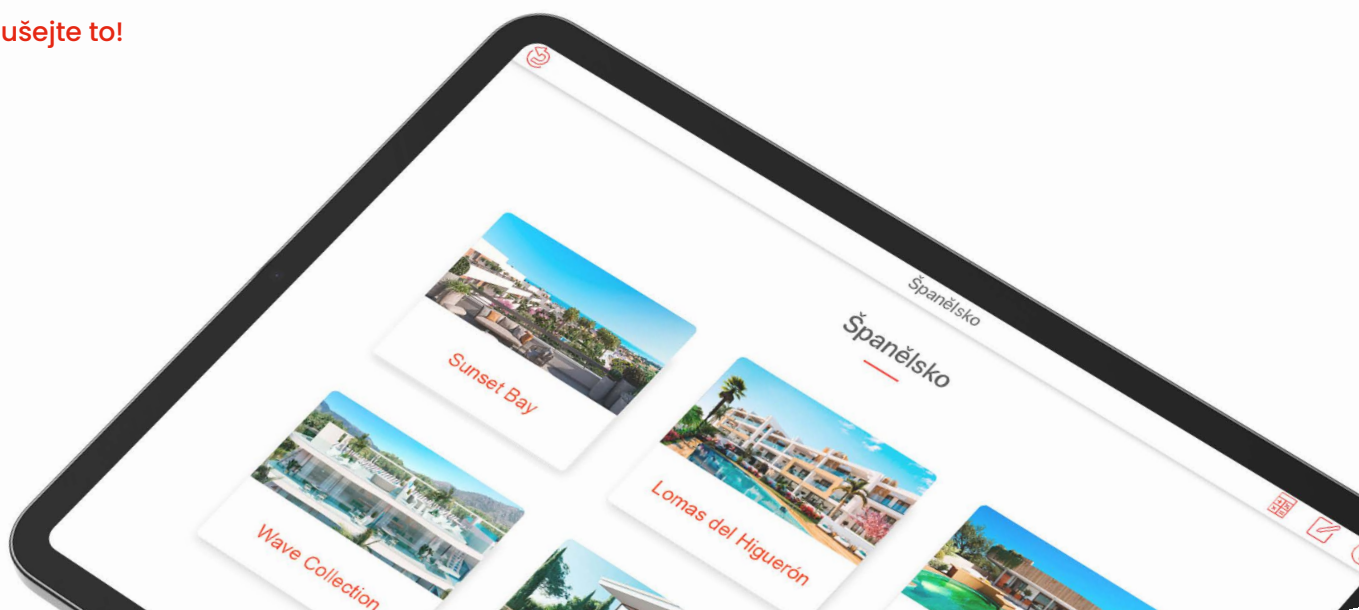 ušejte to!
Španělsko
Španělsko
Sunset Bay
Lomas del Higuerón
Wave Collection